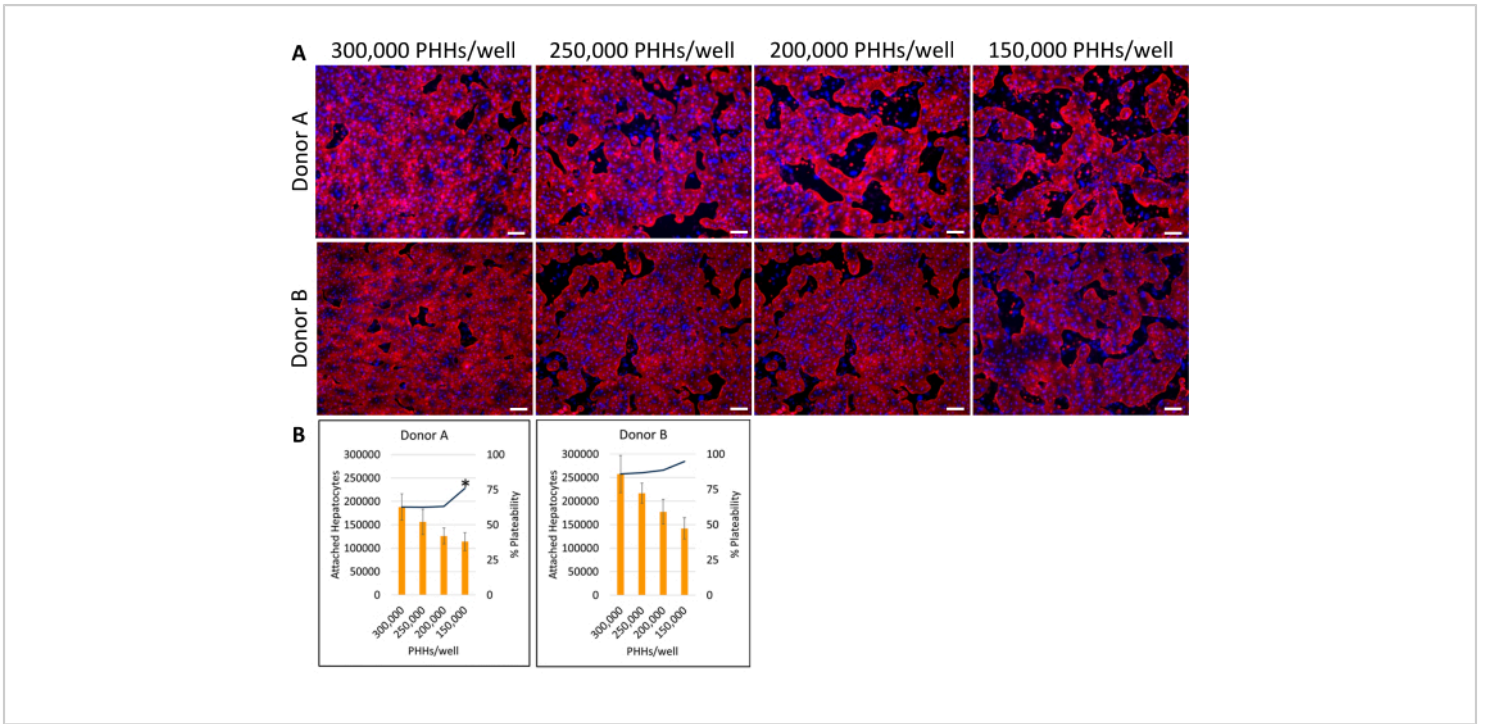 A
300,000 PHHs/well 250,000 PHHs/well 200,000 PHHs/well 150,000 PHHs/well
Donor A
Donor B
B
Donor A
Attached Hepatocytes
300000
250000
200000
150000
100000
50000
0
100
75
50
25
0
% Plateability
*
300,000
250,000
200,000
150,000
PHHs/well
Donor B
Attached Hepatocytes
300000
250000
200000
150000
100000
50000
0
100
75
50
25
0
% Plateability
300,000
250,000
200,000
150,000
PHHs/well